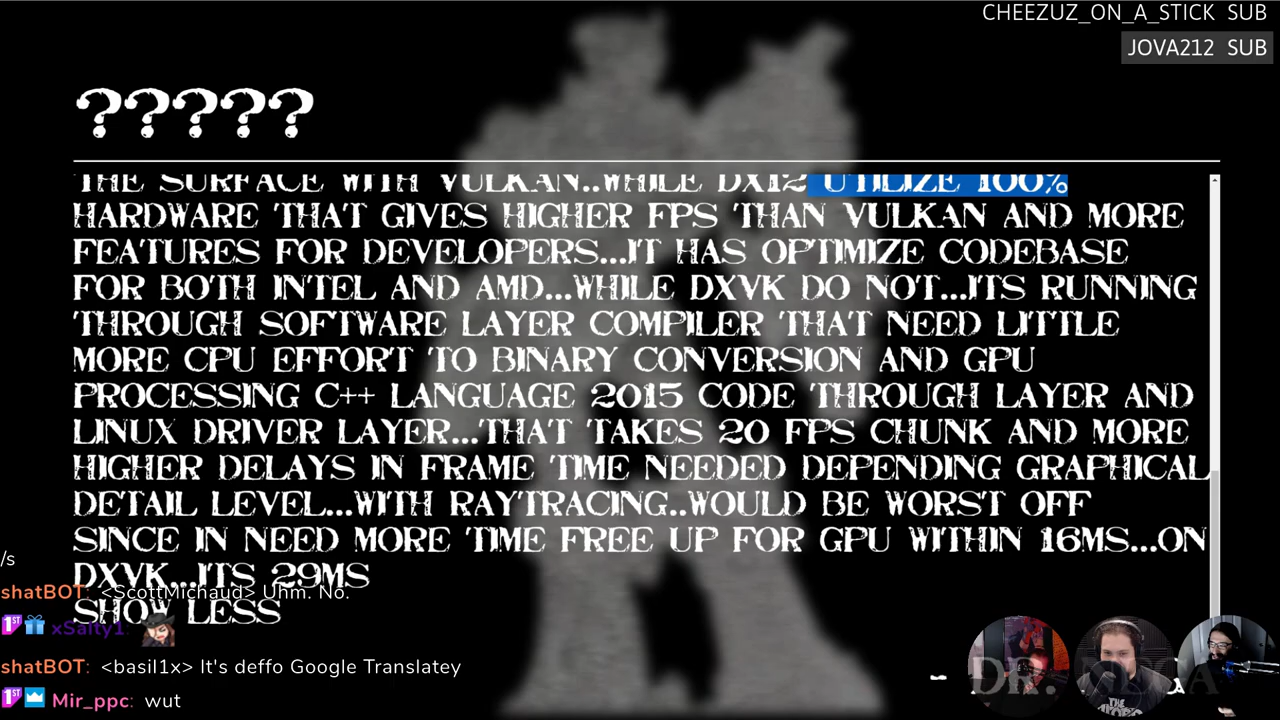 CHEEZUZ_ON_A_STICK SUB
JOVA212 SUB
?????
THE SURFACE WITH VULKAN..WHILE DX12 UTILIZE 100%
HARDWARE THAT GIVES HIGHER FPS THAN VULKAN AND MORE
FEATURES FOR DEVELOPERS...IT HAS OPTIMIZE CODEBASE
FOR BOTH INTEL AND AMD...WHILE DXVK DO NOT...ITS RUNNING
THROUGH SOFTWARE LAYER COMPILER THAT NEED LITTLE
MORE CPU EFFORT TO BINARY CONVERSION AND GPU
PROCESSING C++ LANGUAGE 2015 CODE THROUGH LAYER AND
LINUX DRIVER LAYER...THAT TAKES 20 FPS CHUNK AND MORE
HIGHER DELAYS IN FRAME TIME NEEDED DEPENDING GRAPHICAL
DETAIL LEVEL...WITH RAYTRACING..WOULD BE WORST OFF
SINCE IN NEED MORE TIME FREE UP FOR GPU WITHIN 16MS...ON
DXVK...ITS 29MS
SHOW LESS
/s
shatBOT: <ScottMichaud> Uhm. No.
1ST xSalty1:
shatBOT: <basil1x> It's deffo Google Translatey
1ST Mir_ppc: wut
DR.